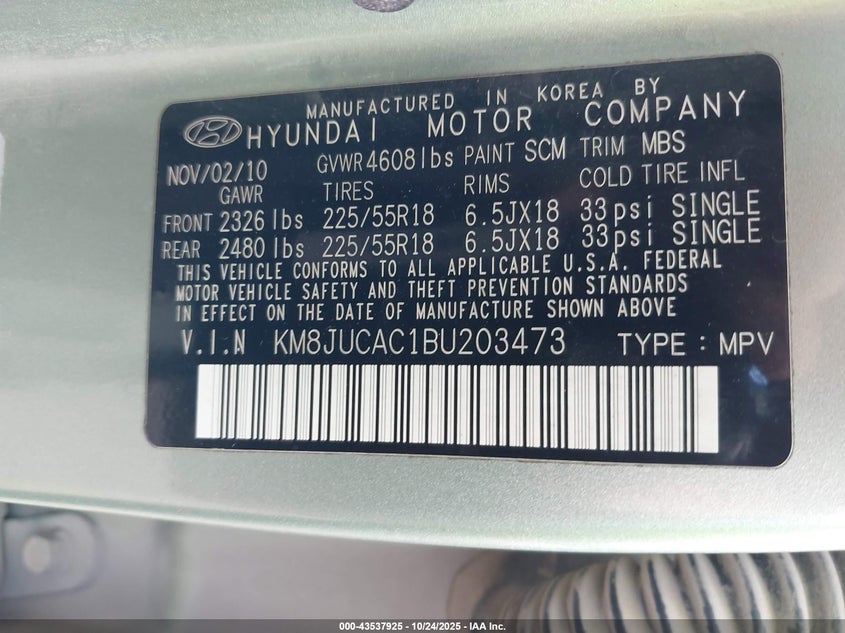 MANUFACTURED IN KOREA BY
HYUNDAI MOTOR COMPANY
NOV/02/10 GVWR 4608lbs PAINT SCM TRIM MBS
GAWR TIRES RIMS COLD TIRE INFL
FRONT 2326 lbs 225/55R18 6.5JX18 33psi SINGLE
REAR 2480 lbs 225/55R18 6.5JX18 33psi SINGLE
THIS VEHICLE CONFORMS TO ALL APPLICABLE U.S.A. FEDERAL
MOTOR VEHICLE SAFETY AND THEFT PREVENTION STANDARDS
IN EFFECT ON THE DATE OF MANUFACTURE SHOWN ABOVE
V.I.N KM8JUCAC1BU203473 TYPE : MPV
000-43537925 - 10/24/2025 - IAA Inc.